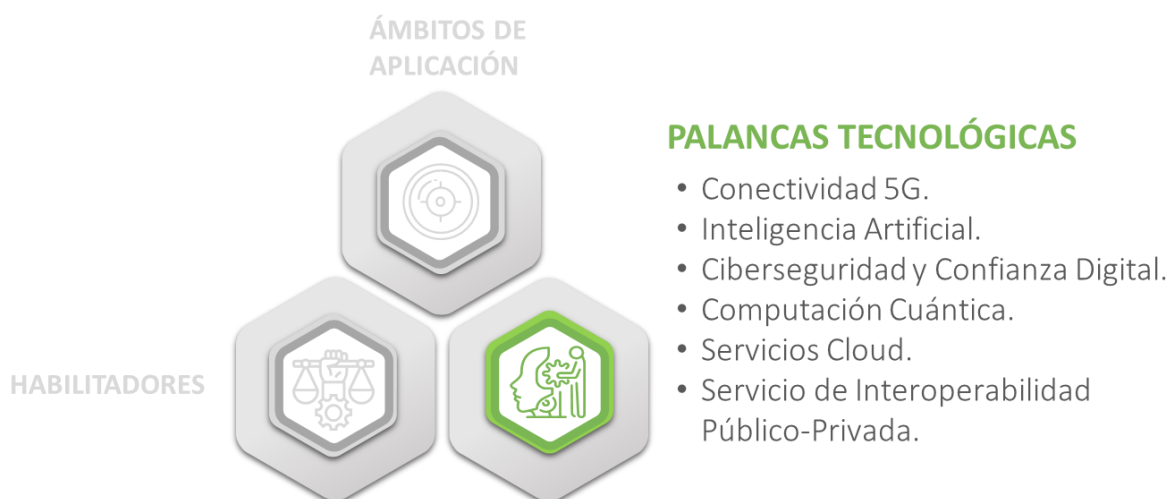 ÁMBITOS DE
APLICACIÓN
PALANCAS TECNOLÓGICAS
• Conectividad 5G.
• Inteligencia Artificial.
• Ciberseguridad y Confianza Digital.
• Computación Cuántica.
• Servicios Cloud.
• Servicio de Interoperabilidad
Público-Privada.
HABILITADORES